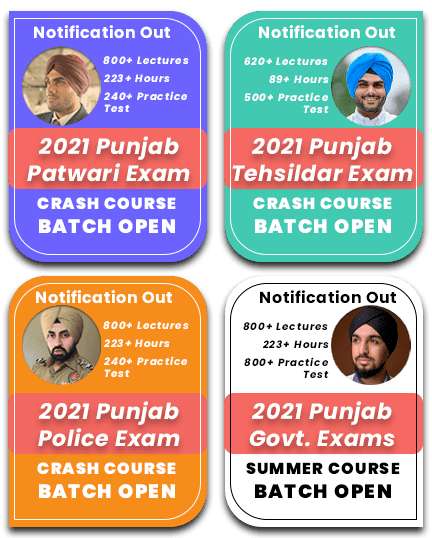 Notification Out
800+ Lectures
223+ Hours
240+ Practice
Test
2021 Punjab
Patwari Exam
CRASH COURSE
BATCH OPEN
Notification Out
620+ Lectures
89+ Hours
500+ Practice
Test
2021 Punjab
Tehsildar Exam
CRASH COURSE
BATCH OPEN
Notification Out
800+ Lectures
223+ Hours
240+ Practice
Test
2021 Punjab
Police Exam
CRASH COURSE
BATCH OPEN
Notification Out
800+ Lectures
223+ Hours
800+ Practice
Test
2021 Punjab
Govt. Exams
SUMMER COURSE
BATCH OPEN